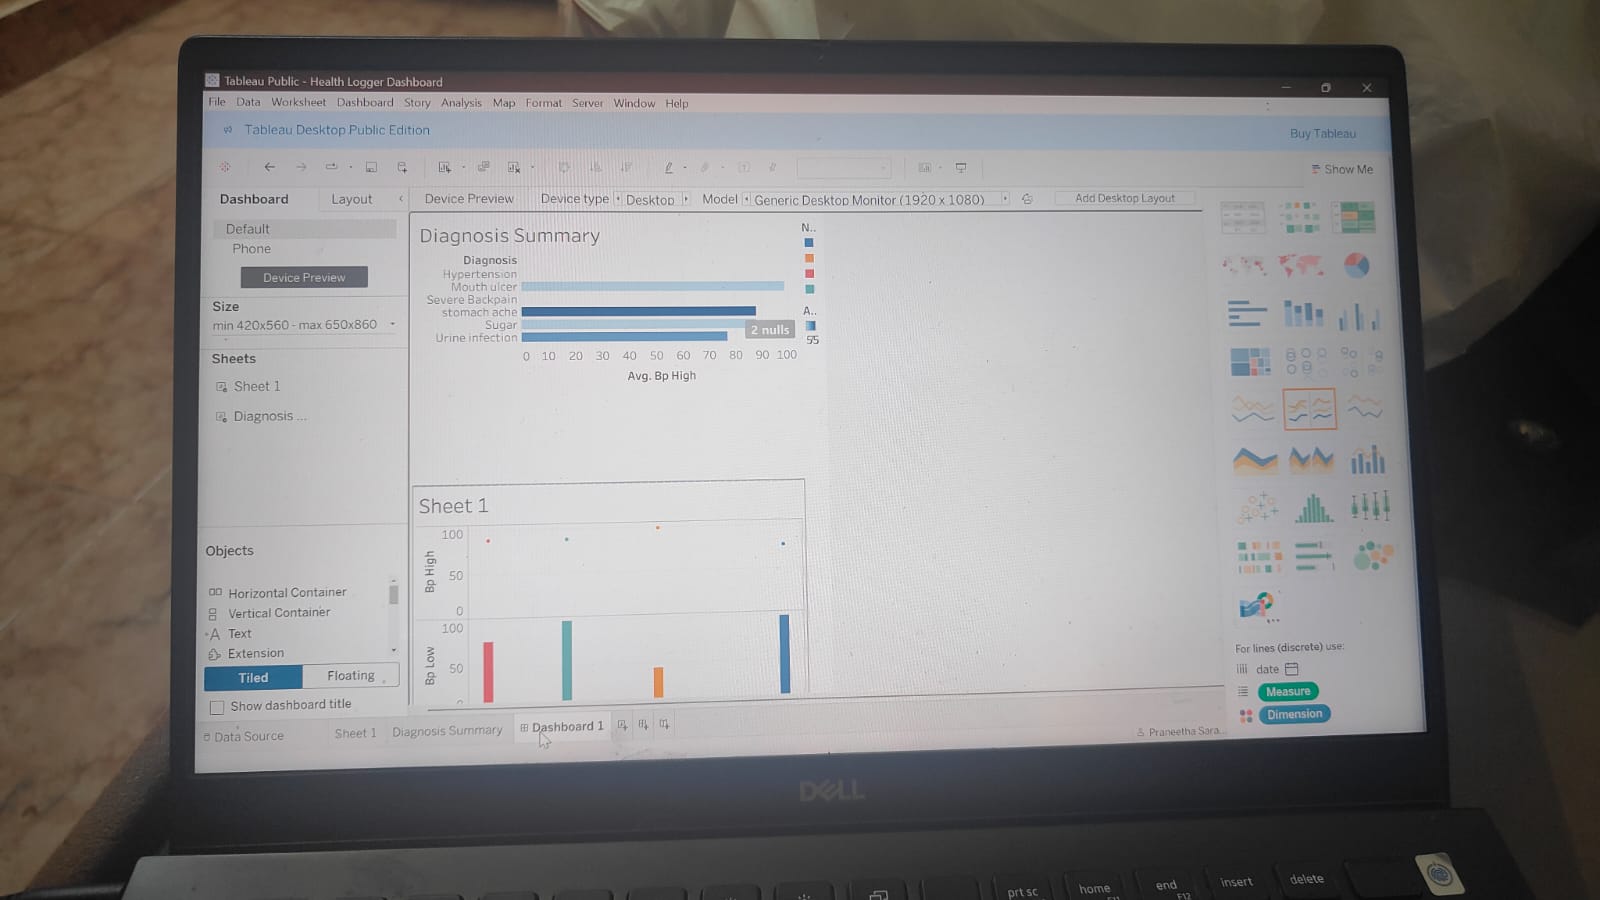 Tableau Public - Health Logger Dashboard
File Data Worksheet Dashboard Story Analysis Map Format Server Window Help
Tableau Desktop Public Edition
Buy Tableau
Show Me
Dashboard Layout
Device Preview Device type Desktop Model Generic Desktop Monitor (1920 x 1080) Add Desktop Layout
Default
Phone
Device Preview
Size
min 420x560 - max 650x860
Sheets
Sheet 1
Diagnosis ...
Objects
Horizontal Container
Vertical Container
Text
Extension
Tiled Floating
Show dashboard title
Diagnosis Summary
Diagnosis
Hypertension
Mouth ulcer
Severe Backpain
stomach ache
Sugar
Urine infection
2 nulls
0 10 20 30 40 50 60 70 80 90 100
Avg. Bp High
N..
A..
55
Sheet 1
Bp High
100
50
0
Bp Low
100
50
For lines (discrete) use:
date
Measure
Dimension
Data Source Sheet 1 Diagnosis Summary Dashboard 1
Praneetha Sara...
DELL
prt sc home end insert delete
F11 F12